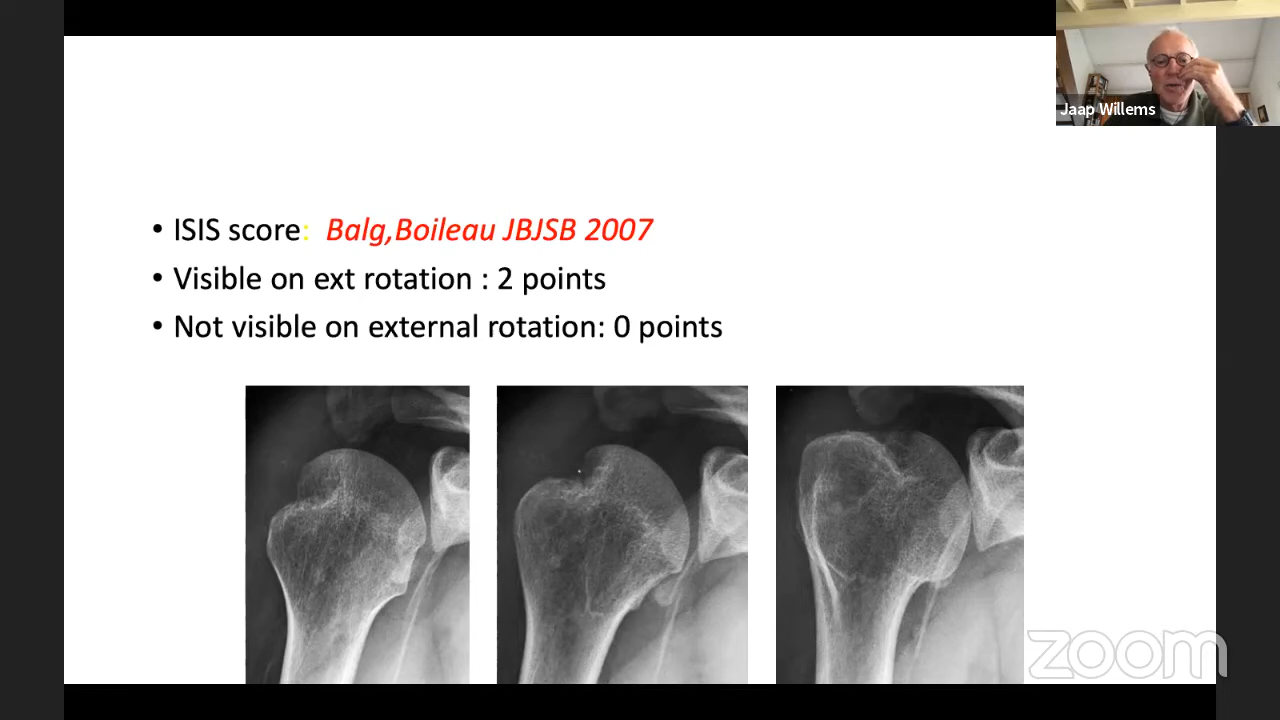 Jaap Willems
• ISIS score: Balg,Boileau JBJSB 2007
• Visible on ext rotation : 2 points
• Not visible on external rotation: 0 points
zoom